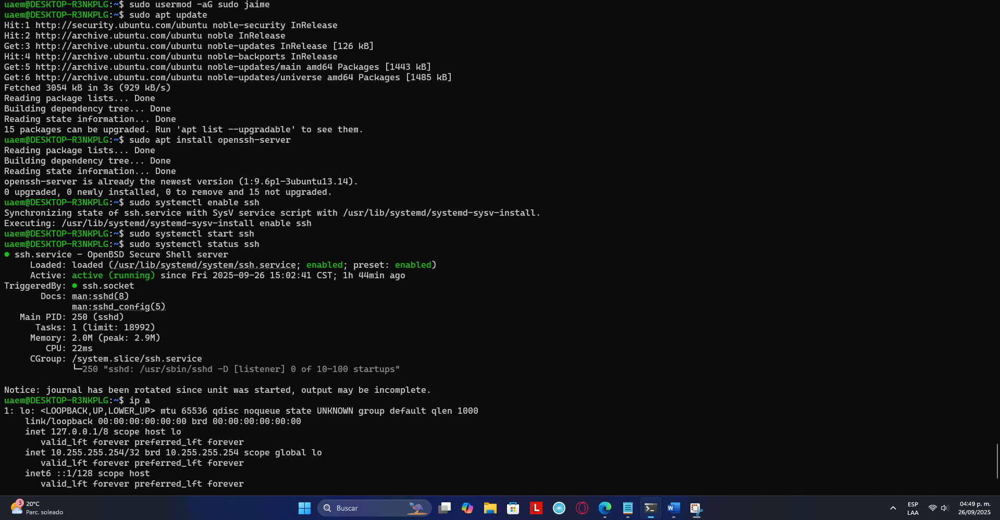 uaem@DESKTOP-R3NKPLG:~$ sudo usermod -aG sudo jaime
uaem@DESKTOP-R3NKPLG:~$ sudo apt update
Hit:1 http://security.ubuntu.com/ubuntu noble-security InRelease
Hit:2 http://archive.ubuntu.com/ubuntu noble InRelease
Get:3 http://archive.ubuntu.com/ubuntu noble-updates InRelease [126 kB]
Hit:4 http://archive.ubuntu.com/ubuntu noble-backports InRelease
Get:5 http://archive.ubuntu.com/ubuntu noble-updates/main amd64 Packages [1443 kB]
Get:6 http://archive.ubuntu.com/ubuntu noble-updates/universe amd64 Packages [1485 kB]
Fetched 3054 kB in 3s (929 kB/s)
Reading package lists... Done
Building dependency tree... Done
Reading state information... Done
15 packages can be upgraded. Run 'apt list --upgradable' to see them.
uaem@DESKTOP-R3NKPLG:~$ sudo apt install openssh-server
Reading package lists... Done
Building dependency tree... Done
Reading state information... Done
openssh-server is already the newest version (1:9.6p1-3ubuntu13.14).
0 upgraded, 0 newly installed, 0 to remove and 15 not upgraded.
uaem@DESKTOP-R3NKPLG:~$ sudo systemctl enable ssh
Synchronizing state of ssh.service with SysV service script with /usr/lib/systemd/systemd-sysv-install.
Executing: /usr/lib/systemd/systemd-sysv-install enable ssh
uaem@DESKTOP-R3NKPLG:~$ sudo systemctl start ssh
uaem@DESKTOP-R3NKPLG:~$ sudo systemctl status ssh
● ssh.service - OpenBSD Secure Shell server
Loaded: loaded (/usr/lib/systemd/system/ssh.service; enabled; preset: enabled)
Active: active (running) since Fri 2025-09-26 15:02:41 CST; 1h 44min ago
TriggeredBy: ● ssh.socket
Docs: man:sshd(8)
man:sshd_config(5)
Main PID: 250 (sshd)
Tasks: 1 (limit: 18992)
Memory: 2.0M (peak: 2.9M)
CPU: 22ms
CGroup: /system.slice/ssh.service
└─250 "sshd: /usr/sbin/sshd -D [listener] 0 of 10-100 startups"
Notice: journal has been rotated since unit was started, output may be incomplete.
uaem@DESKTOP-R3NKPLG:~$ ip a
1: lo: <LOOPBACK,UP,LOWER_UP> mtu 65536 qdisc noqueue state UNKNOWN group default qlen 1000
link/loopback 00:00:00:00:00:00 brd 00:00:00:00:00:00
inet 127.0.0.1/8 scope host lo
valid_lft forever preferred_lft forever
inet 10.255.255.254/32 brd 10.255.255.254 scope global lo
valid_lft forever preferred_lft forever
inet6 ::1/128 scope host
valid_lft forever preferred_lft forever
3
20°C
Parc. soleado
Buscar
L
W
ESP
LAA
04:49 p. m.
26/09/2025